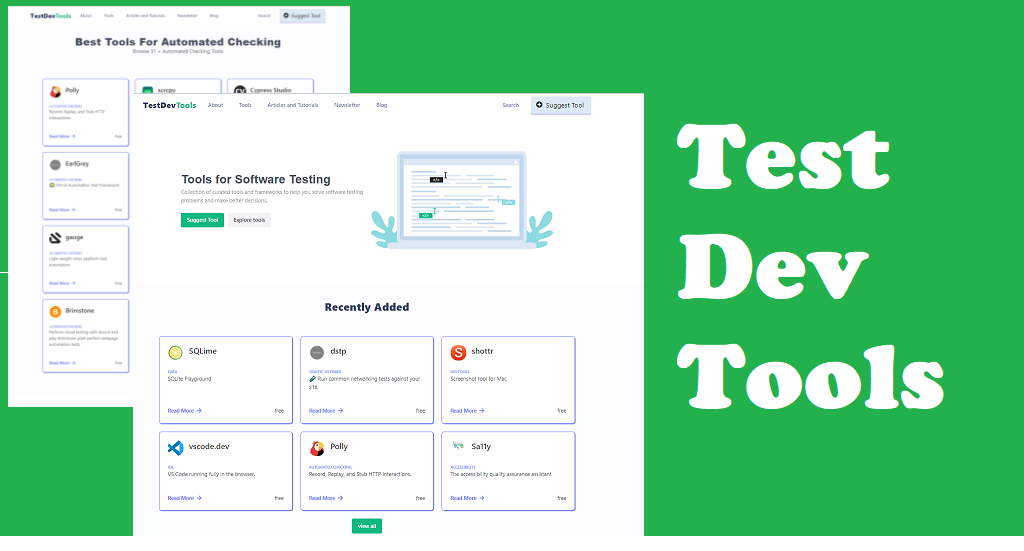 TestDevTools About Tools Articles and Tutorials Newsletter Blog Search Suggest Tool
Best Tools For Automated Checking
Browse 31 + Automated Checking Tools
Polly
AUTOMATED CHECKING
Record, Replay, and Stub HTTP
Interactions.
Read More → free
scrcpy
Cypress Studio
EarlGrey
AUTOMATED CHECKING
iOS UI Automation Test Framework
Read More → free
gauge
AUTOMATED CHECKING
Light weight cross-platform test
automation
Read More → free
B
Brimstone
AUTOMATED CHECKING
Perform visual testing with record and
play Brimstone pixel-perfect webpage
automation tests
Read More → free
TestDevTools About Tools Articles and Tutorials Newsletter Blog Search Suggest Tool
Tools for Software Testing
Collection of curated tools and frameworks to help you solve software testing
problems and make better decisions.
Suggest Tool Explore tools
</>
</>
</>
Recently Added
SQLime
DATA
SQLite Playground
Read More → free
dstp
TRAFFIC LISTENER
🧪 Run common networking tests against your
site.
Read More → free
S
shottr
DEVTOOLS
Screenshot tool for Mac
Read More → free
vscode.dev
IDE
VS Code running fully in the browser.
Read More → free
Polly
AUTOMATED CHECKING
Record, Replay, and Stub HTTP Interactions.
Read More → free
Sa11y
ACCESSIBILITY
The accessibility quality assurance assistant
Read More → free
view all
Test
Dev
Tools